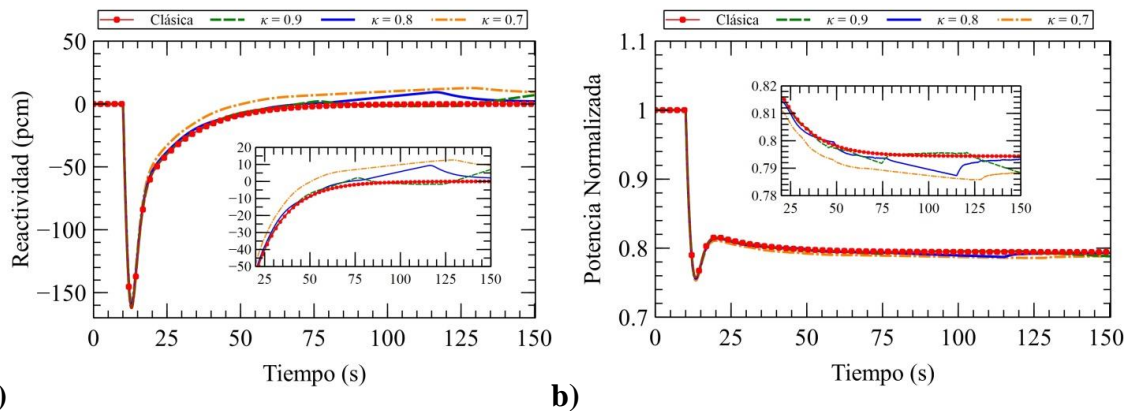 Clásica κ = 0.9 κ = 0.8 κ = 0.7
50
0
−50
−100
−150
Reactividad (pcm)
20
10
0
−10
−20
−30
−40
−50
25 50 75 100 125 150
0 25 50 75 100 125 150
Tiempo (s)
)
Clásica κ = 0.9 κ = 0.8 κ = 0.7
1.1
1
0.9
0.8
0.7
Potencia Normalizada
0.82
0.81
0.8
0.79
0.78
25 50 75 100 125 150
0 25 50 75 100 125 150
Tiempo (s)
b)